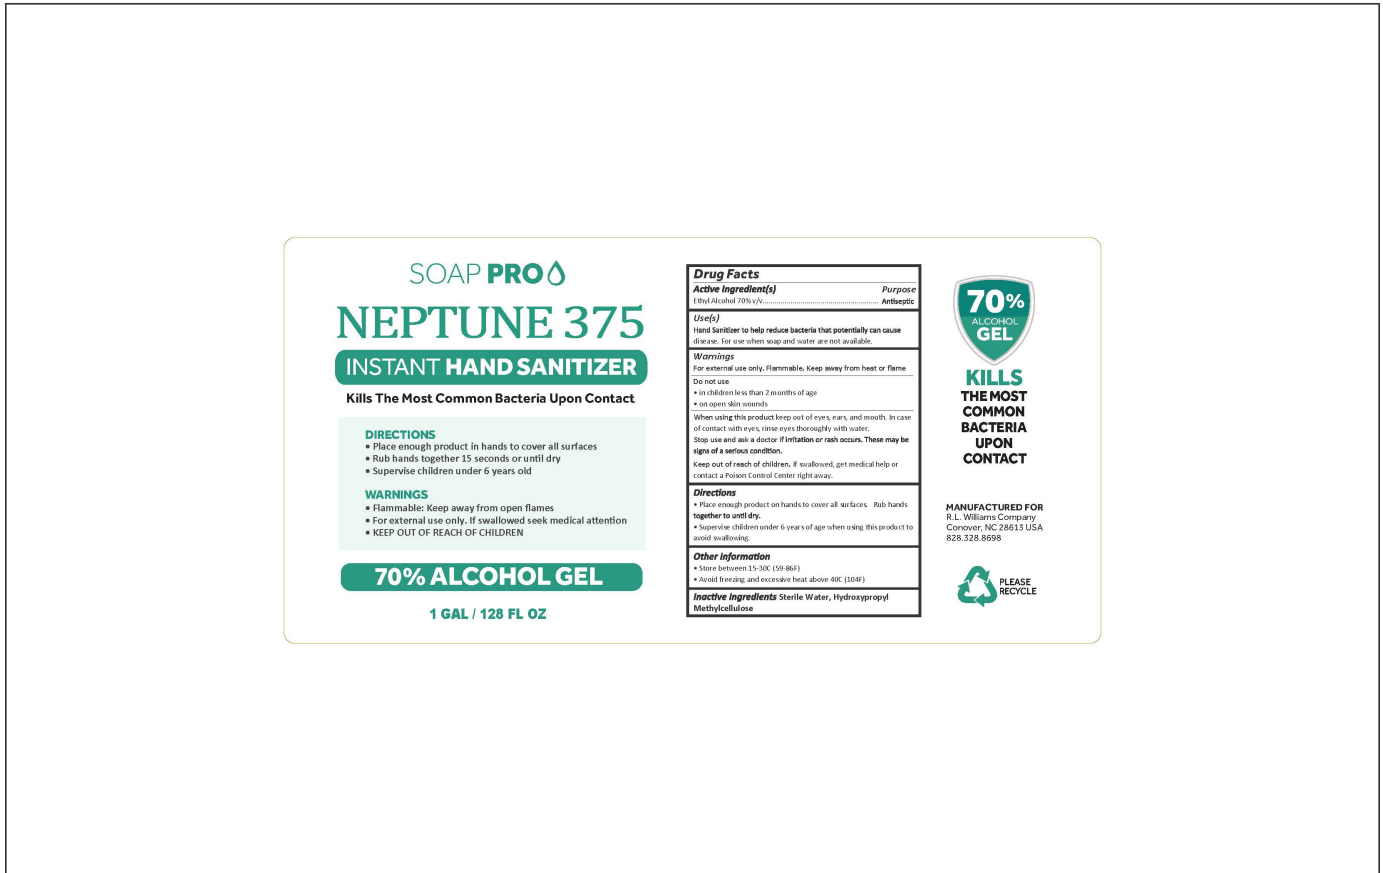 SOAP PRO
NEPTUNE 375
INSTANT HAND SANITIZER
Kills The Most Common Bacteria Upon Contact
DIRECTIONS
• Place enough product in hands to cover all surfaces
• Rub hands together 15 seconds or until dry
• Supervise children under 6 years old
WARNINGS
• Flammable: Keep away from open flames
• For external use only. If swallowed seek medical attention
• KEEP OUT OF REACH OF CHILDREN
70% ALCOHOL GEL
1 GAL / 128 FL OZ
Drug Facts
Active Ingredient(s) Purpose
Ethyl Alcohol 70% v/v.................................................. Antiseptic
Use(s)
Hand Sanitizer to help reduce bacteria that potentially can cause
disease. For use when soap and water are not available.
Warnings
For external use only. Flammable. Keep away from heat or flame
Do not use
• in children less than 2 months of age
• on open skin wounds
When using this product keep out of eyes, ears, and mouth. In case
of contact with eyes, rinse eyes thoroughly with water.
Stop use and ask a doctor if irritation or rash occurs. These may be
signs of a serious condition.
Keep out of reach of children. If swallowed, get medical help or
contact a Poison Control Center right away.
Directions
• Place enough product on hands to cover all surfaces. Rub hands
together to until dry.
• Supervise children under 6 years of age when using this product to
avoid swallowing.
Other information
• Store between 15-30C (59-86F)
• Avoid freezing and excessive heat above 40C (104F)
Inactive Ingredients Sterile Water, Hydroxypropyl
Methylcellulose
70%
ALCOHOL
GEL
KILLS
THE MOST
COMMON
BACTERIA
UPON
CONTACT
MANUFACTURED FOR
R.L. Williams Company
Conover, NC 28613 USA
828.328.8698
PLEASE
RECYCLE